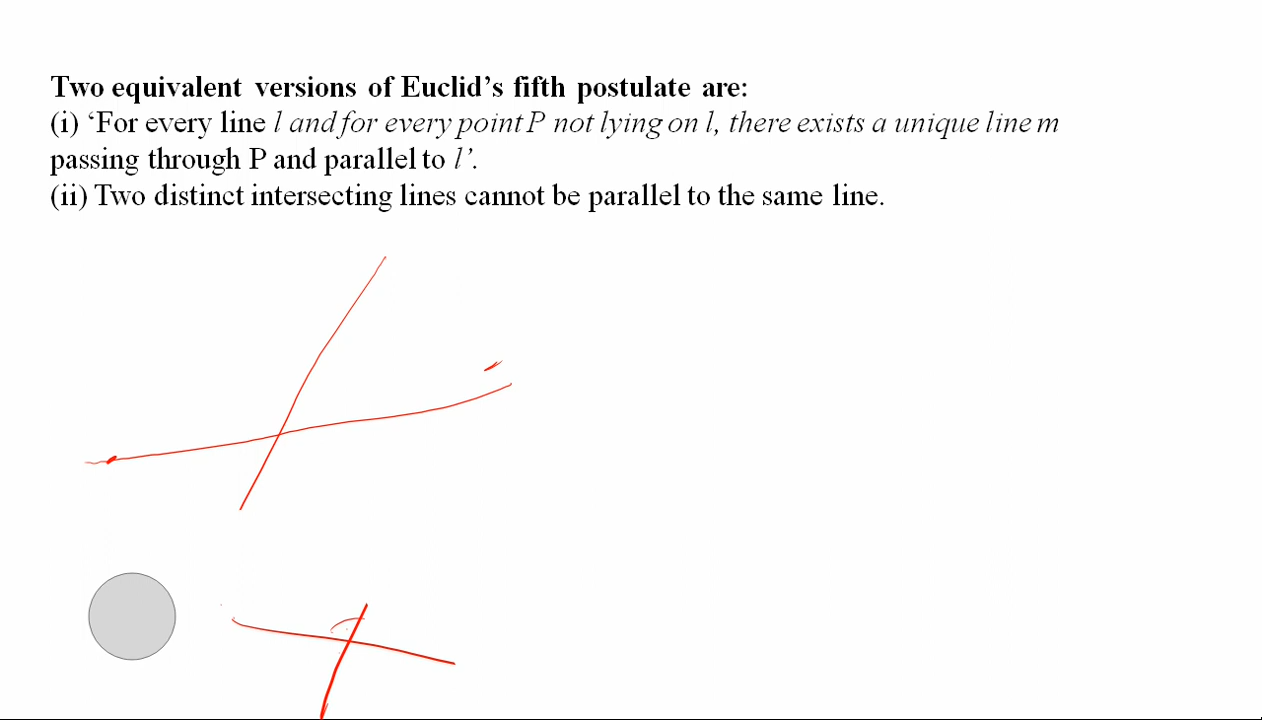 Two equivalent versions of Euclid’s fifth postulate are:
(i) ‘For every line l and for every point P not lying on l, there exists a unique line m
passing through P and parallel to l’.
(ii) Two distinct intersecting lines cannot be parallel to the same line.